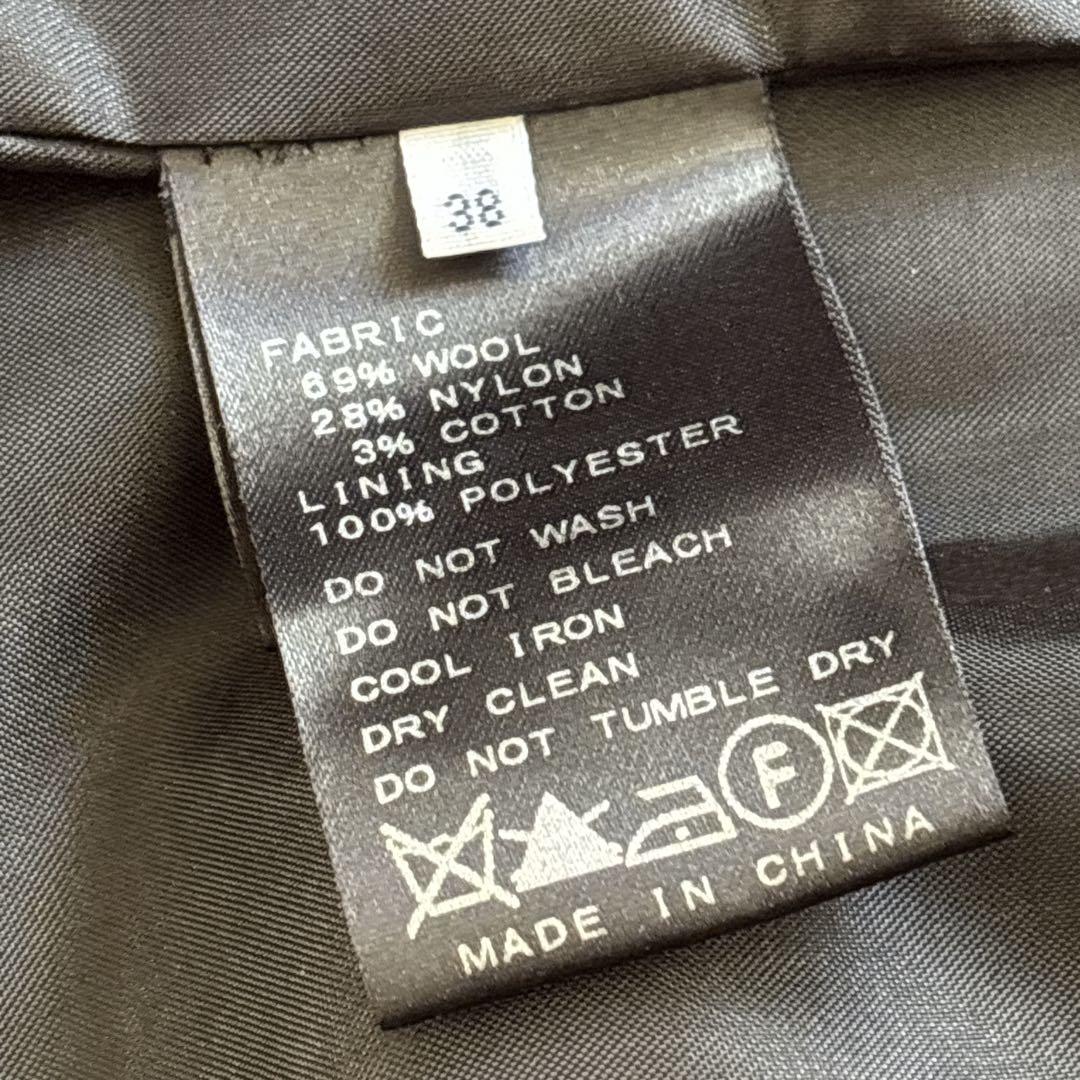 38
FABRIC
69% WOOL
28% NYLON
3% COTTON
LINING
100% POLYESTER
DO NOT WASH
DO NOT BLEACH
COOL IRON
DRY CLEAN
DO NOT TUMBLE DRY
F
MADE IN CHINA